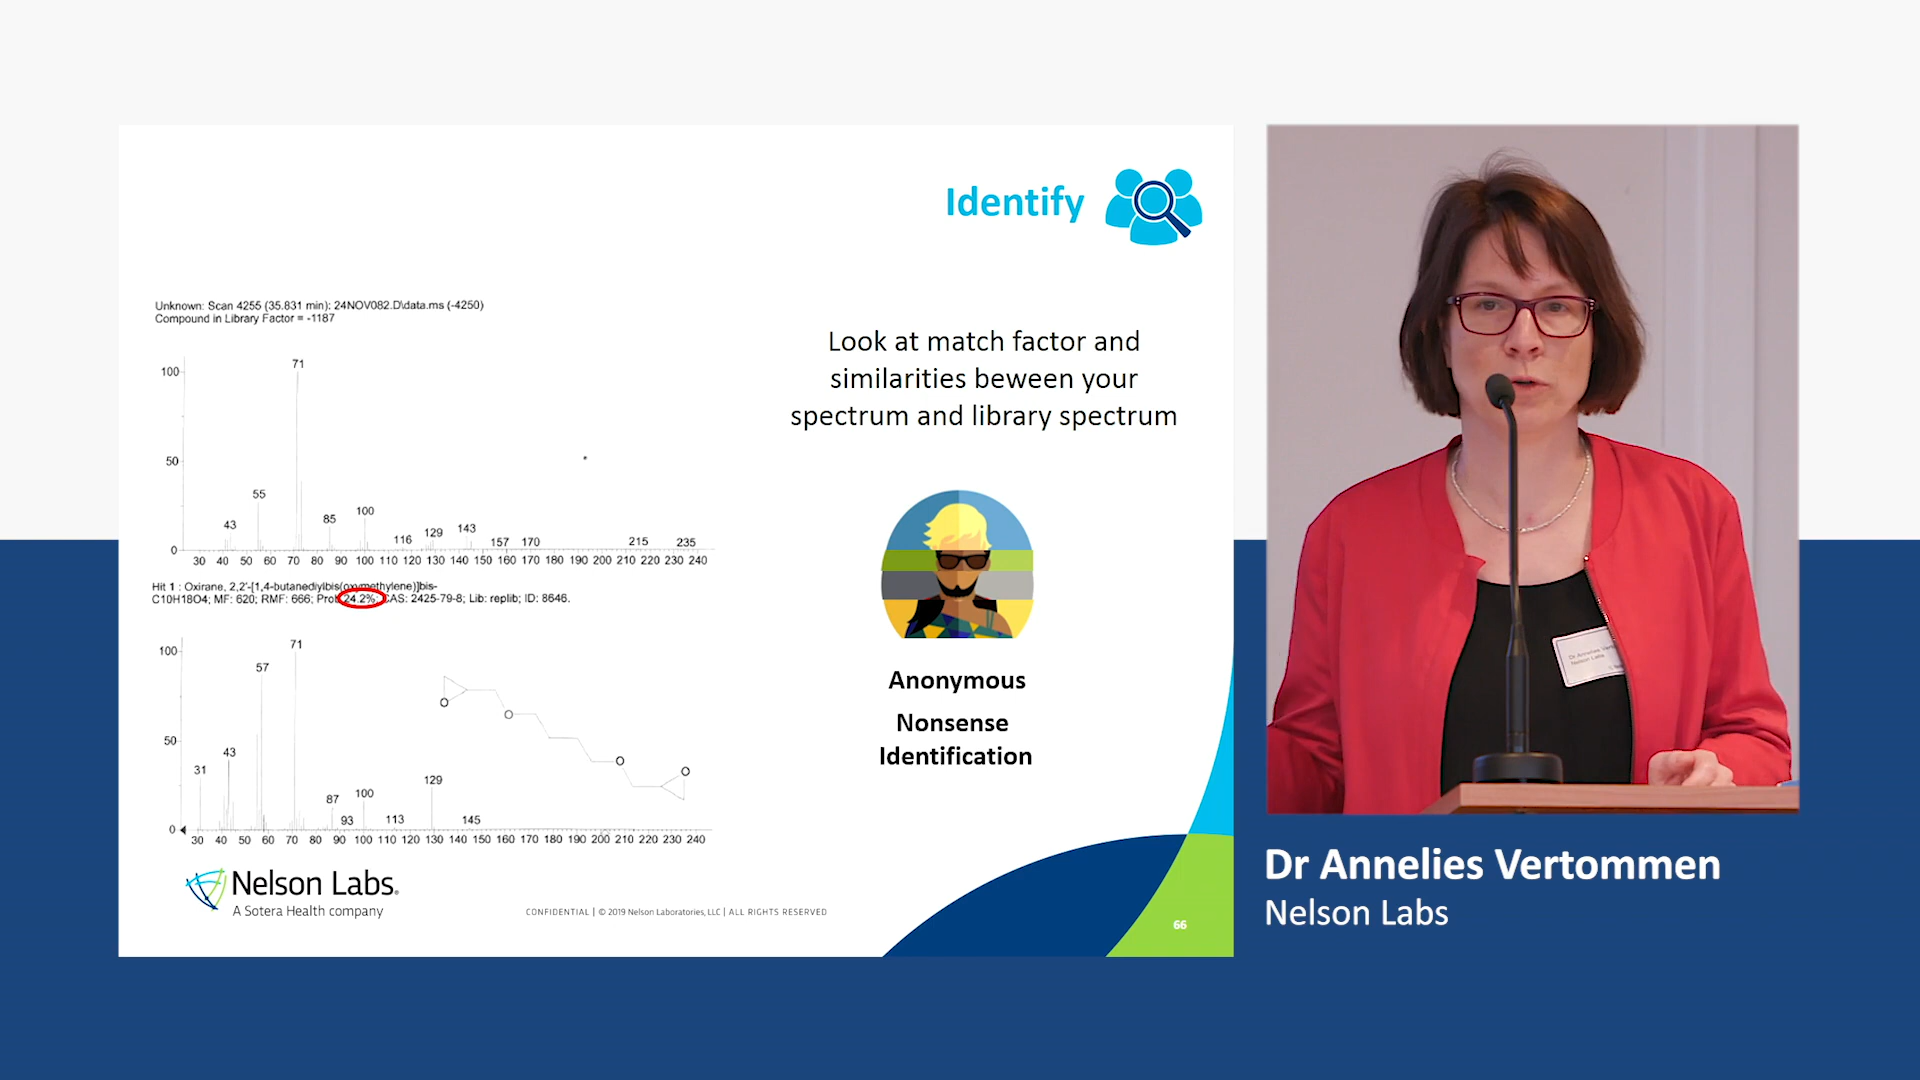 Identify
Unknown: Scan 4255 (35.831 min); 24NOV082.D\data.ms (-4250)
Compound in Library Factor = -1187
100
71
50
55
43
85
100
116
129
143
157
170
215
235
0
30 40 50 60 70 80 90 100 110 120 130 140 150 160 170 180 190 200 210 220 230 240
Hit 1 : Oxirane, 2,2'-[1,4-butanediylbis(oxymethylene)]bis-
C10H18O4; MF: 620; RMF: 666; Prob 24.2%; CAS: 2425-79-8; Lib: replib; ID: 8646.
100
71
57
50
43
31
87
93
100
113
129
145
0
O
O
O
O
30 40 50 60 70 80 90 100 110 120 130 140 150 160 170 180 190 200 210 220 230 240
Look at match factor and
similarities beween your
spectrum and library spectrum
Anonymous
Nonsense
Identification
Nelson Labs®
A Sotera Health company
CONFIDENTIAL | © 2019 Nelson Laboratories, LLC | ALL RIGHTS RESERVED
66
Dr Annelies
Nelson Labs
Dr Annelies Vertommen
Nelson Labs